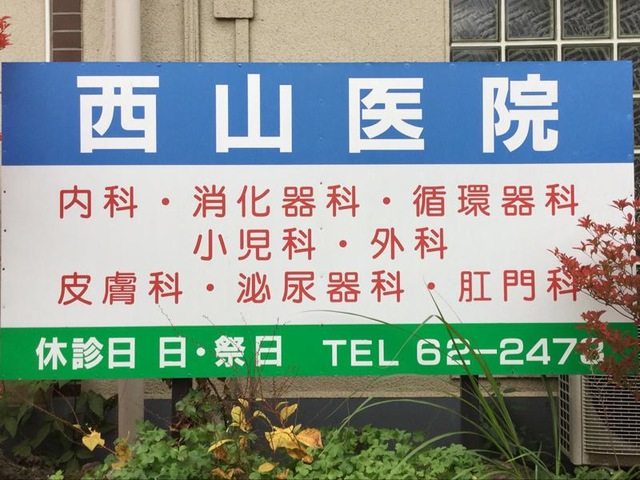 西山医院
内科・消化器科・循環器科
小児科・外科
皮膚科・泌尿器科・肛門科
休診日 日・祭日 TEL 62-2473